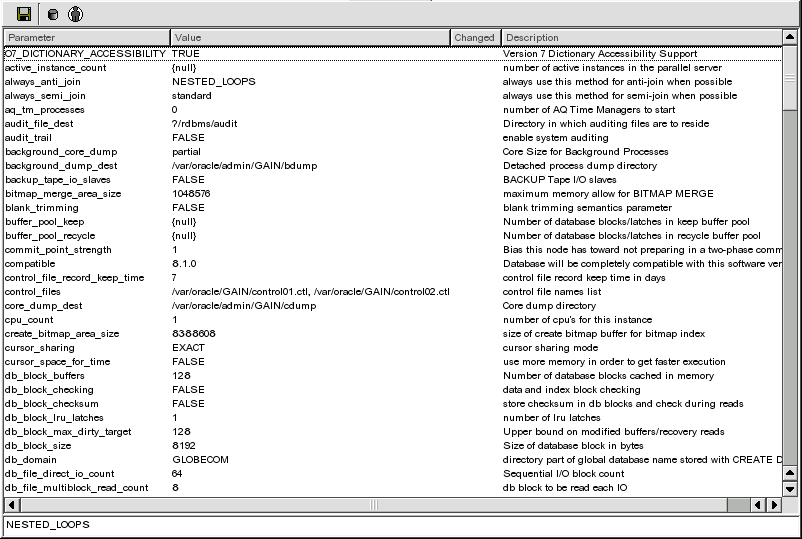 Parameter Value Changed Description
O7_DICTIONARY_ACCESSIBILITY TRUE Version 7 Dictionary Accessibility Support
active_instance_count {null} number of active instances in the parallel server
always_anti_join NESTED_LOOPS always use this method for anti-join when possible
always_semi_join standard always use this method for semi-join when possible
aq_tm_processes 0 number of AQ Time Managers to start
audit_file_dest ?/rdbms/audit Directory in which auditing files are to reside
audit_trail FALSE enable system auditing
background_core_dump partial Core Size for Background Processes
background_dump_dest /var/oracle/admin/GAIN/bdump Detached process dump directory
backup_tape_io_slaves FALSE BACKUP Tape I/O slaves
bitmap_merge_area_size 1048576 maximum memory allow for BITMAP MERGE
blank_trimming FALSE blank trimming semantics parameter
buffer_pool_keep {null} Number of database blocks/latches in keep buffer pool
buffer_pool_recycle {null} Number of database blocks/latches in recycle buffer pool
commit_point_strength 1 Bias this node has toward not preparing in a two-phase comm
compatible 8.1.0 Database will be completely compatible with this software ver
control_file_record_keep_time 7 control file record keep time in days
control_files /var/oracle/GAIN/control01.ctl, /var/oracle/GAIN/control02.ctl control file names list
core_dump_dest /var/oracle/admin/GAIN/cdump Core dump directory
cpu_count 1 number of cpu's for this instance
create_bitmap_area_size 8388608 size of create bitmap buffer for bitmap index
cursor_sharing EXACT cursor sharing mode
cursor_space_for_time FALSE use more memory in order to get faster execution
db_block_buffers 128 Number of database blocks cached in memory
db_block_checking FALSE data and index block checking
db_block_checksum FALSE store checksum in db blocks and check during reads
db_block_lru_latches 1 number of lru latches
db_block_max_dirty_target 128 Upper bound on modified buffers/recovery reads
db_block_size 8192 Size of database block in bytes
db_domain GLOBECOM directory part of global database name stored with CREATE D
db_file_direct_io_count 64 Sequential I/O block count
db_file_multiblock_read_count 8 db block to be read each IO
NESTED_LOOPS